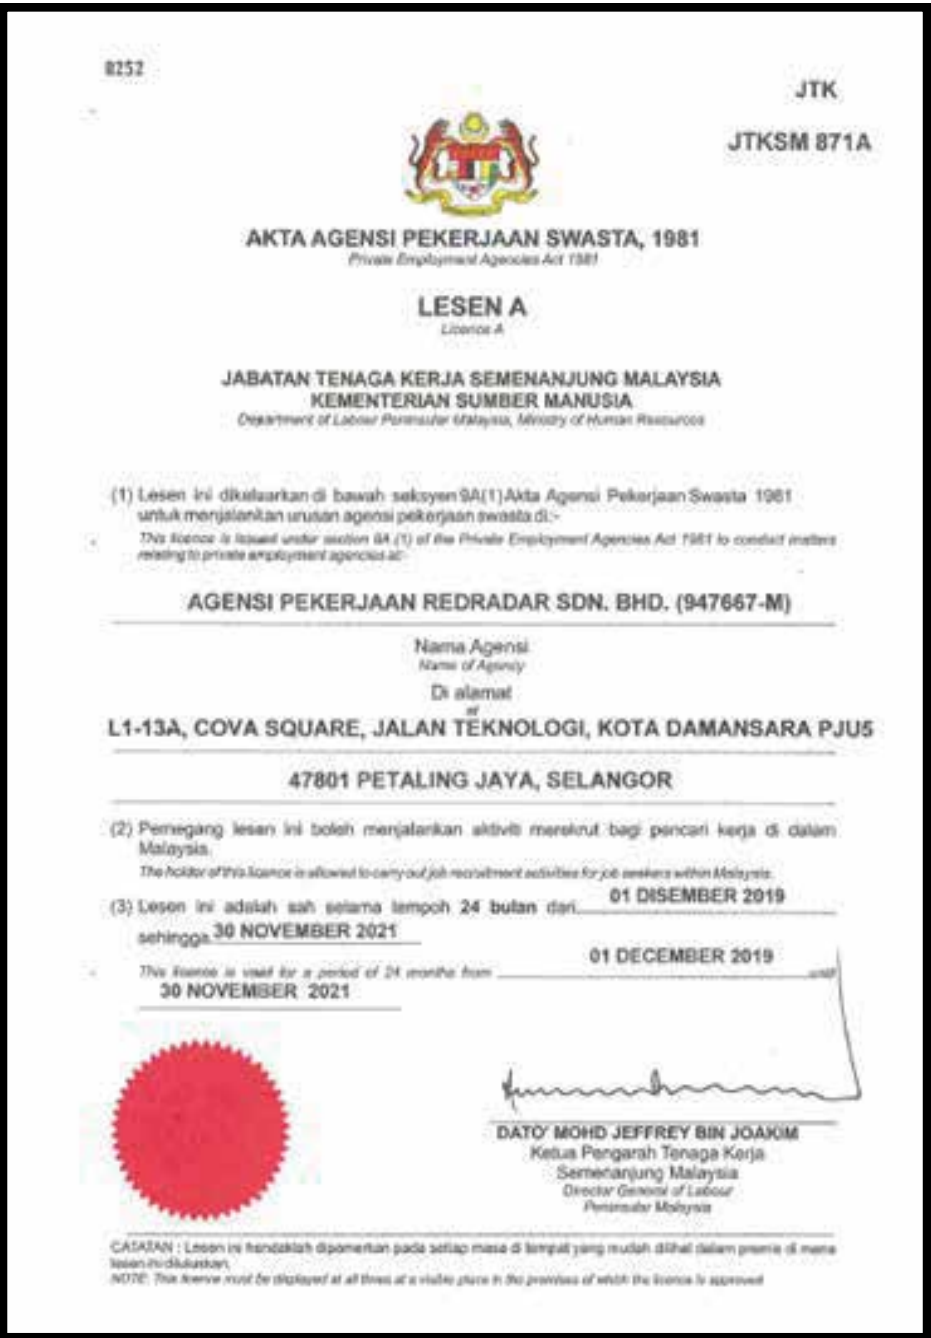 0252
JTK
JTKSM 871A
AKTA AGENSI PEKERJAAN SWASTA, 1981
Private Employment Agencies Act 1981
LESEN A
Licence A
JABATAN TENAGA KERJA SEMENANJUNG MALAYSIA
KEMENTERIAN SUMBER MANUSIA
Department of Labour Peninsular Malaysia, Ministry of Human Resources
(1) Lesen ini dikeluarkan di bawah seksyen 9A(1) Akta Agensi Pekerjaan Swasta 1981
untuk menjalankan urusan agensi pekerjaan swasta di:-
This licence is issued under section 9A (1) of the Private Employment Agencies Act 1981 to conduct matters
relating to private employment agencies at:-
AGENSI PEKERJAAN REDRADAR SDN. BHD. (947667-M)
Nama Agensi
Name of Agency
Di alamat
at
L1-13A, COVA SQUARE, JALAN TEKNOLOGI, KOTA DAMANSARA PJU5
47801 PETALING JAYA, SELANGOR
(2) Pemegang lesen ini boleh menjalankan aktiviti merekrut bagi pencari kerja di dalam
Malaysia.
The holder of this licence is allowed to carry out job recruitment activities for job seekers within Malaysia.
(3) Lesen ini adalah sah selama tempoh 24 bulan dari 01 DISEMBER 2019
sehingga 30 NOVEMBER 2021
This licence is valid for a period of 24 months from 01 DECEMBER 2019 until
30 NOVEMBER 2021
DATO' MOHD JEFFREY BIN JOAKIM
Ketua Pengarah Tenaga Kerja
Semenanjung Malaysia
Director General of Labour
Peninsular Malaysia
CATATAN : Lesen ini hendaklah dipamerkan pada setiap masa di tempat yang mudah dilihat dalam premis di mana
lesen ini diluluskan.
NOTE: This licence must be displayed at all times at a visible place in the premises of which the licence is approved